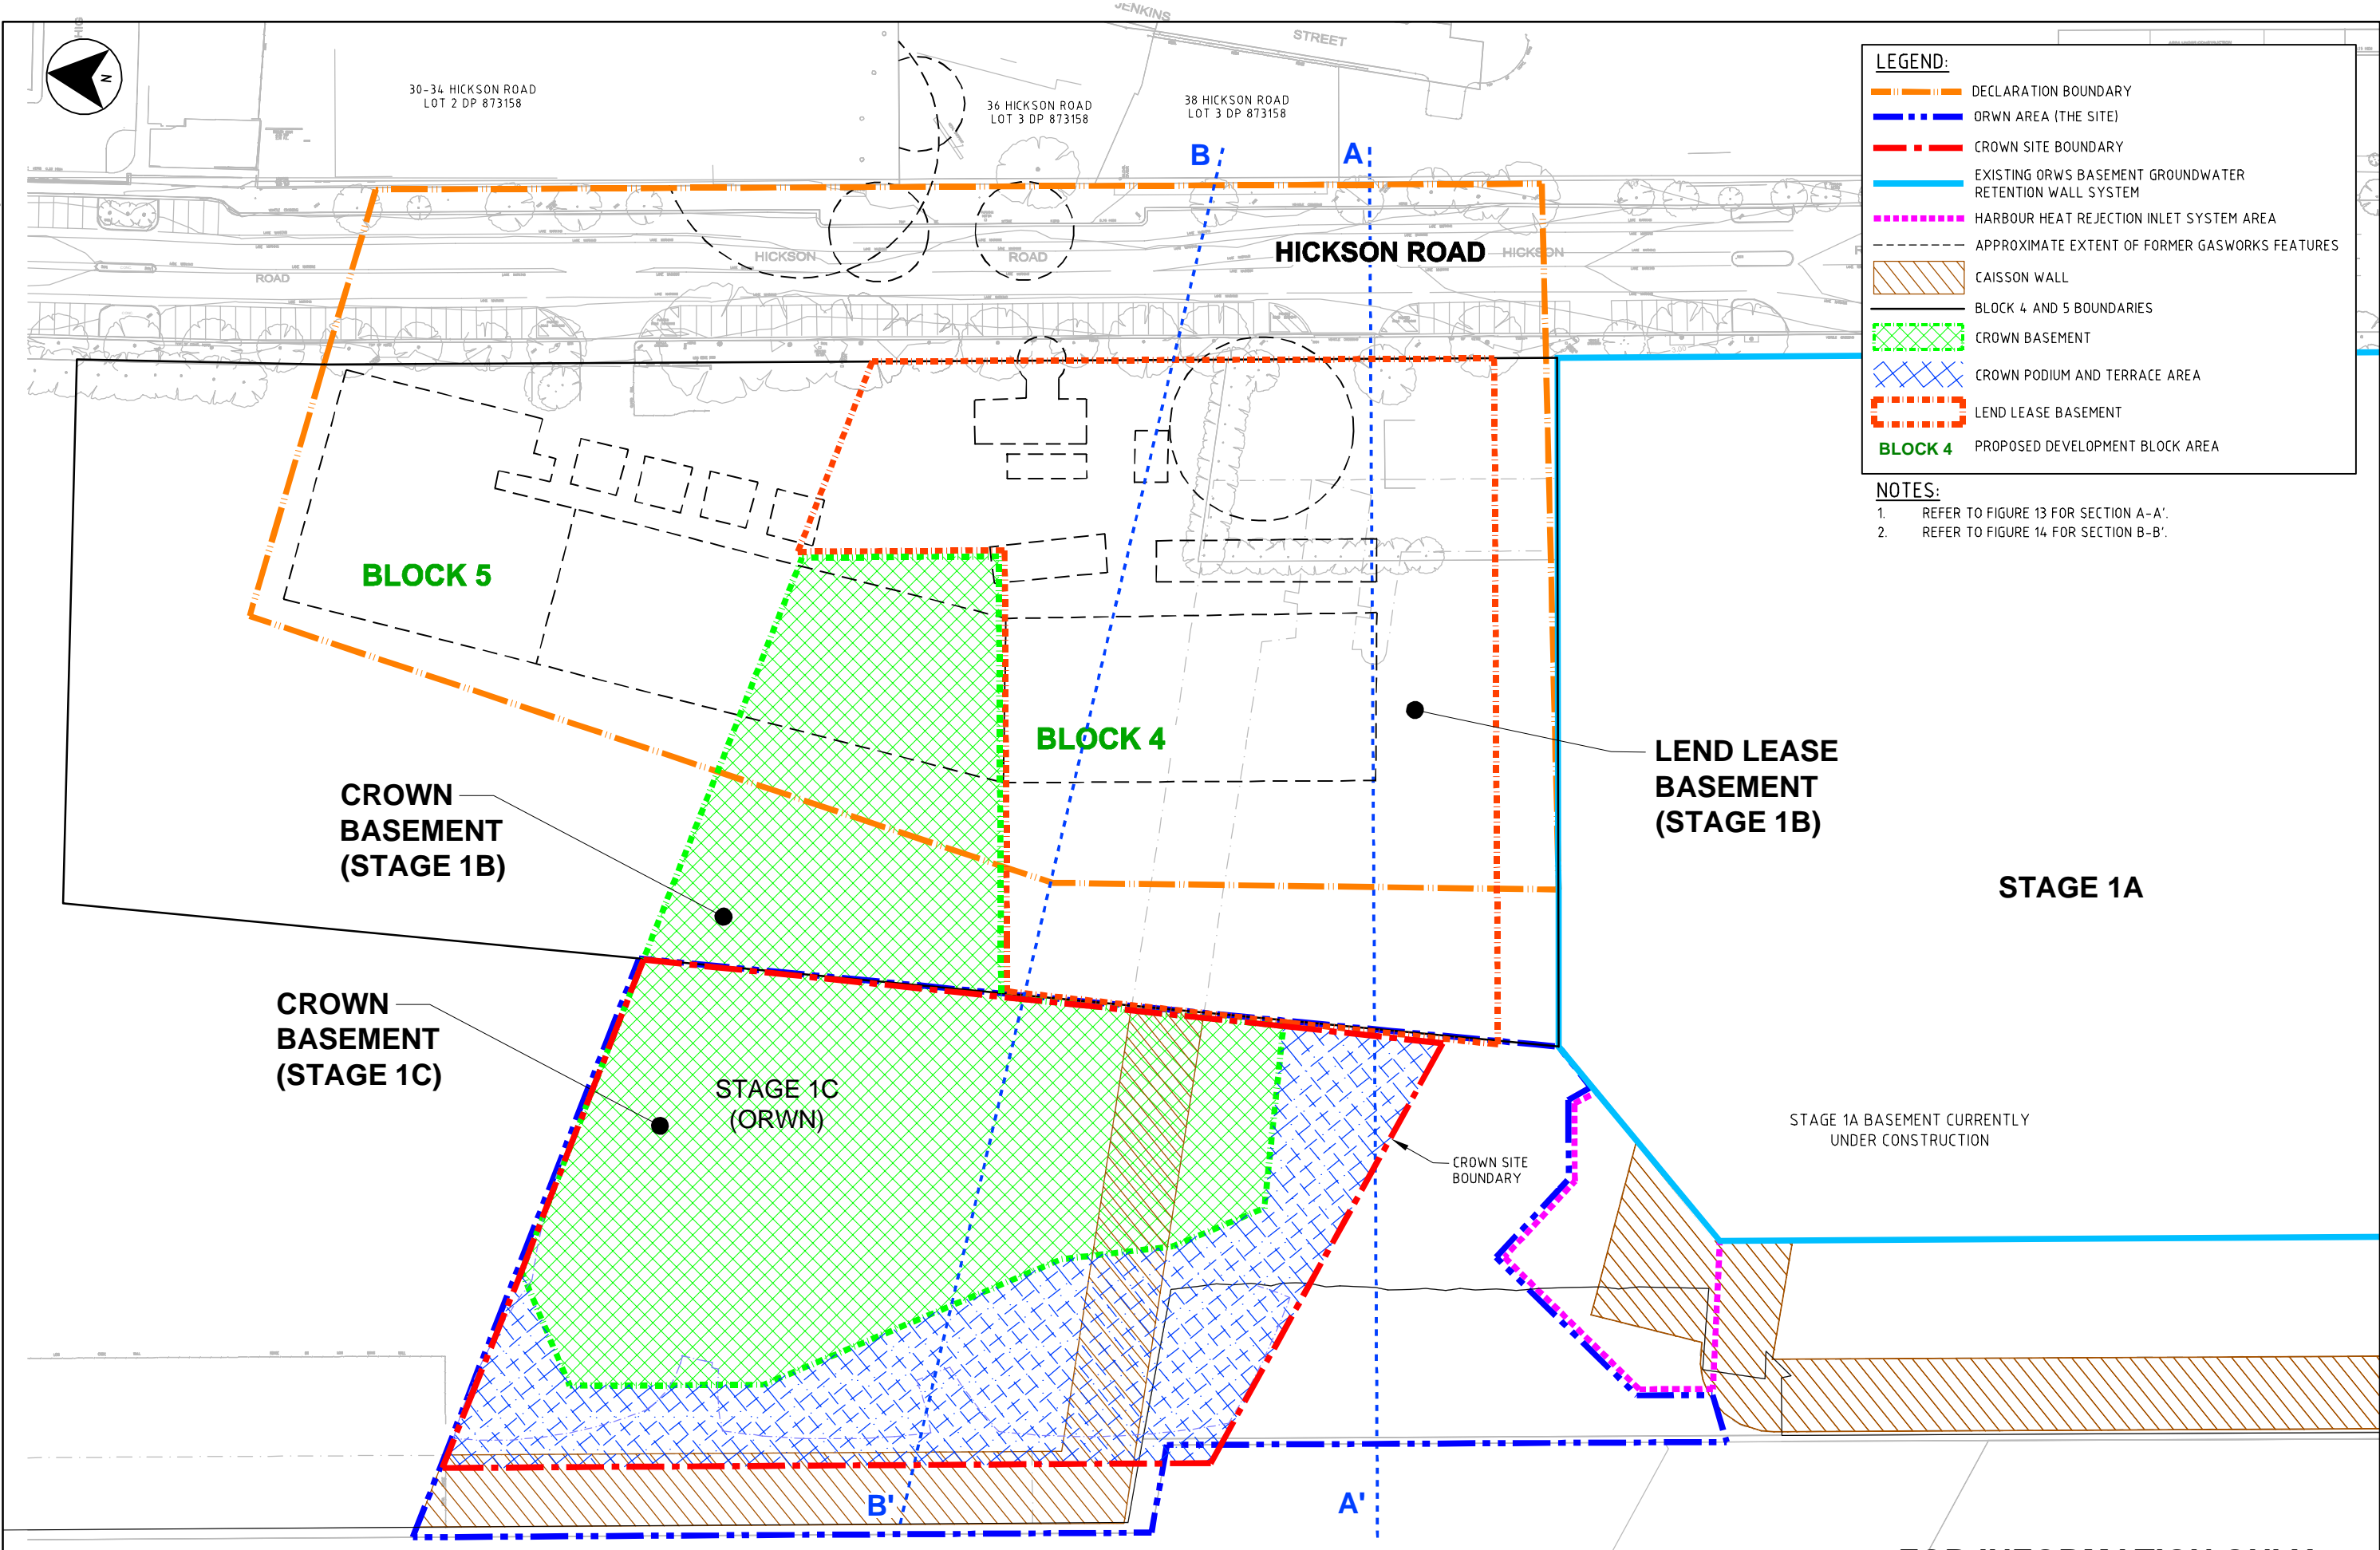 JENKINS
STREET
HIC
N
30-34 HICKSON ROAD
LOT 2 DP 873158
36 HICKSON ROAD
LOT 3 DP 873158
38 HICKSON ROAD
LOT 3 DP 873158
B
A
HICKSON ROAD
HICKSON
ROAD
HICKSON
ROAD
LEGEND:
DECLARATION BOUNDARY
ORWN AREA (THE SITE)
CROWN SITE BOUNDARY
EXISTING ORWS BASEMENT GROUNDWATER
RETENTION WALL SYSTEM
HARBOUR HEAT REJECTION INLET SYSTEM AREA
APPROXIMATE EXTENT OF FORMER GASWORKS FEATURES
CAISSON WALL
BLOCK 4 AND 5 BOUNDARIES
CROWN BASEMENT
CROWN PODIUM AND TERRACE AREA
LEND LEASE BASEMENT
BLOCK 4 PROPOSED DEVELOPMENT BLOCK AREA
NOTES:
1. REFER TO FIGURE 13 FOR SECTION A-A'.
2. REFER TO FIGURE 14 FOR SECTION B-B'.
BLOCK 5
BLOCK 4
LEND LEASE
BASEMENT
(STAGE 1B)
CROWN
BASEMENT
(STAGE 1B)
STAGE 1A
CROWN
BASEMENT
(STAGE 1C)
STAGE 1C
(ORWN)
STAGE 1A BASEMENT CURRENTLY
UNDER CONSTRUCTION
CROWN SITE
BOUNDARY
B'
A'